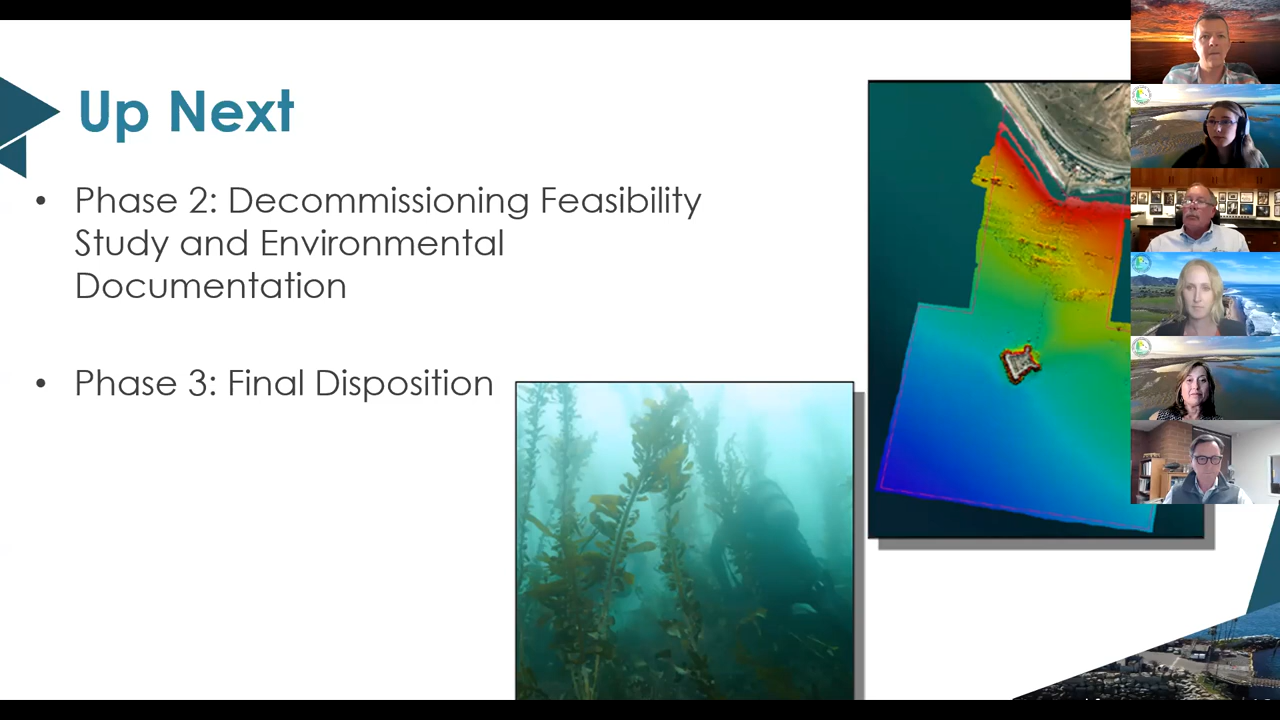 Up Next
• Phase 2: Decommissioning Feasibility
Study and Environmental
Documentation
• Phase 3: Final Disposition